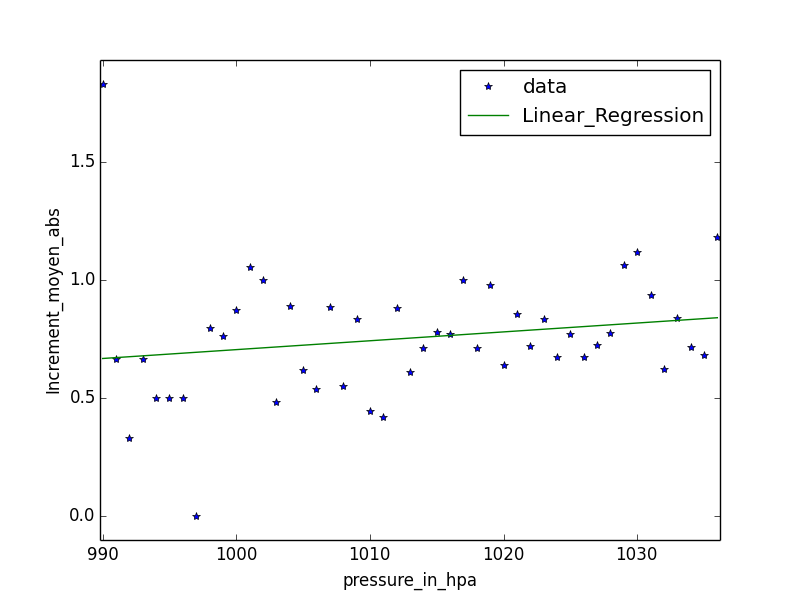 data
Linear_Regression
1.5
1.0
0.5
0.0
Increment_moyen_abs
990 1000 1010 1020 1030
pressure_in_hpa